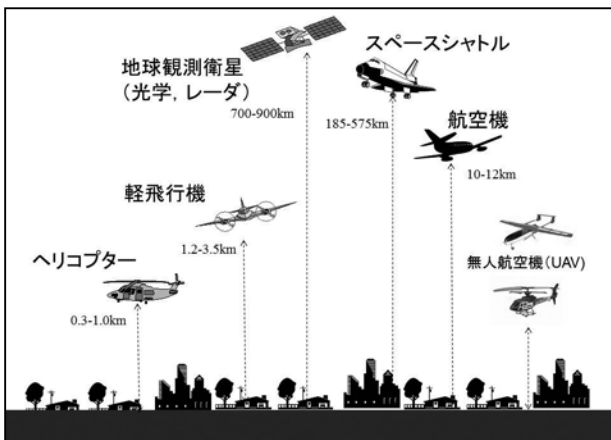 地球観測衛星
(光学, レーダ)
700-900km
スペースシャトル
185-575km
航空機
10-12km
軽飛行機
1.2-3.5km
ヘリコプター
0.3-1.0km
無人航空機(UAV)